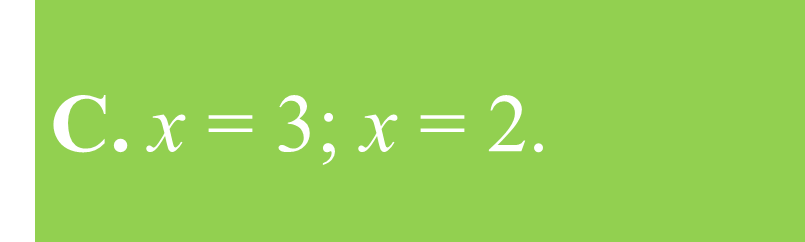 C. x = 3; x = 2.